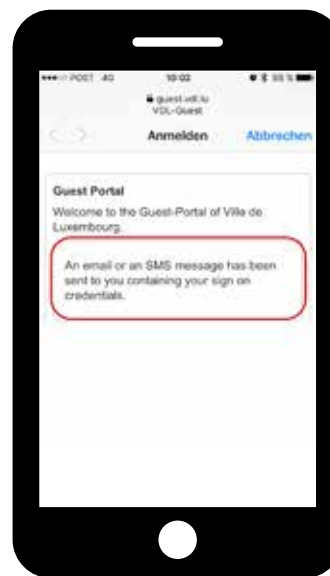 POST 4G 10:02
guest.vdl.lu
VDL-Guest
Anmelden Abbrechen
Guest Portal
Welcome to the Guest-Portal of Ville de
Luxembourg.
An email or an SMS message has been
sent to you containing your sign on
credentials.